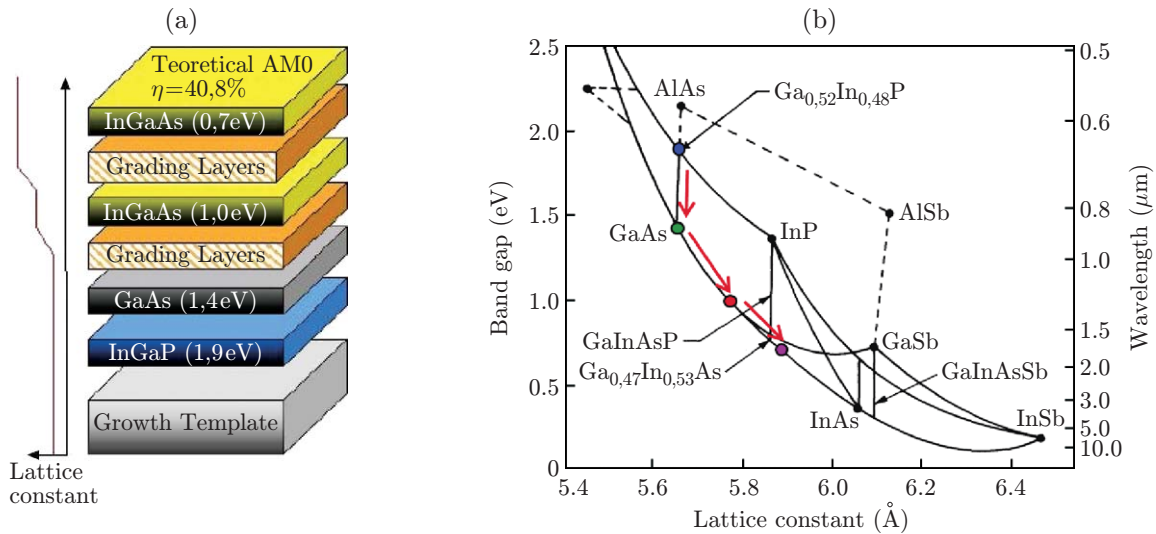 (a)
Teoretical AM0
η=40,8%
InGaAs (0,7eV)
Grading Layers
InGaAs (1,0eV)
Grading Layers
GaAs (1,4eV)
InGaP (1,9eV)
Growth Template
Lattice
constant
(b)
Band gap (eV)
2.5
2.0
1.5
1.0
0.5
0
AlAs
Ga0,52In0,48P
AlSb
GaAs
InP
GaInAsP
Ga0,47In0,53As
GaSb
GaInAsSb
InAs
InSb
0.5
0.6
0.8
1.0
1.5
2.0
3.0
5.0
10.0
Wavelength (μm)
5.4
5.6
5.8
6.0
6.2
6.4
Lattice constant (Å)